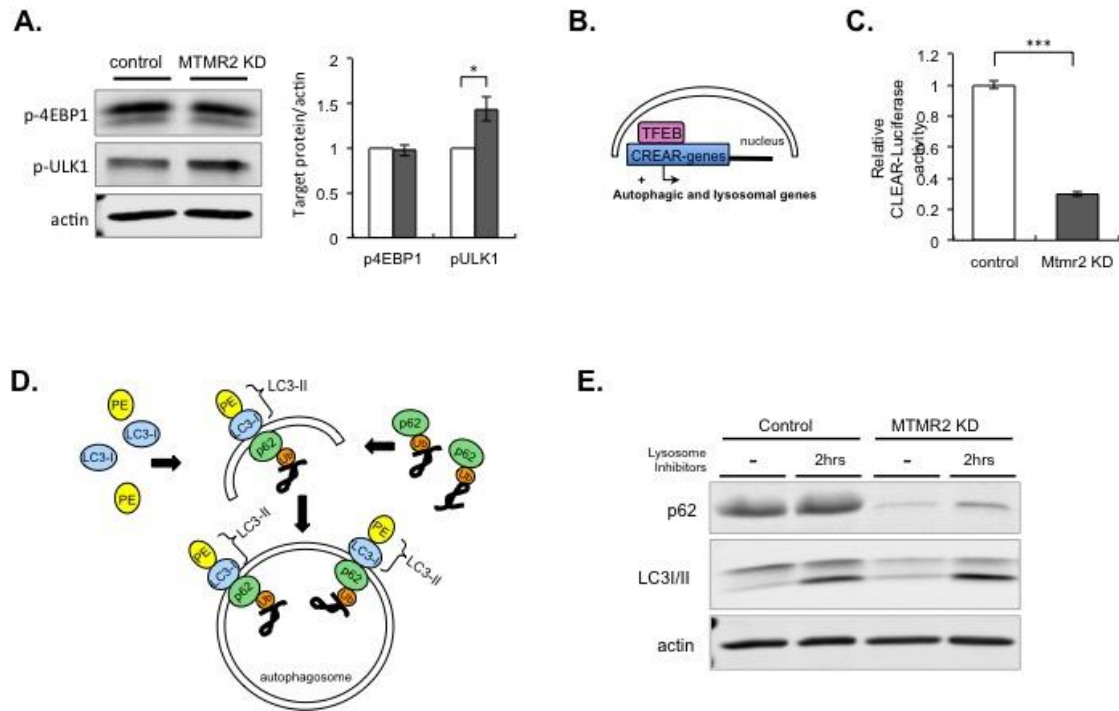 A.
control
MTMR2 KD
p-4EBP1
p-ULK1
actin
Target protein/actin
2
1.5
1
0.5
0
*
p4EBP1
pULK1
B.
TFEB
nucleus
CREAR-genes
+
Autophagic and lysosomal genes
C.
Relative
CLEAR-Luciferase
activity
1.2
1
0.8
0.6
0.4
0.2
0
***
control
Mtmr2 KD
D.
PE
LC3-I
LC3-I
PE
PE
LC3-II
LC3-I
p62
Ub
p62
Ub
p62
Ub
PE
LC3-II
LC3-I
p62
Ub
PE
LC3-I
LC3-II
p62
Ub
autophagosome
E.
Control
MTMR2 KD
Lysosome
Inhibitors
-
2hrs
-
2hrs
p62
LC3I/II
actin